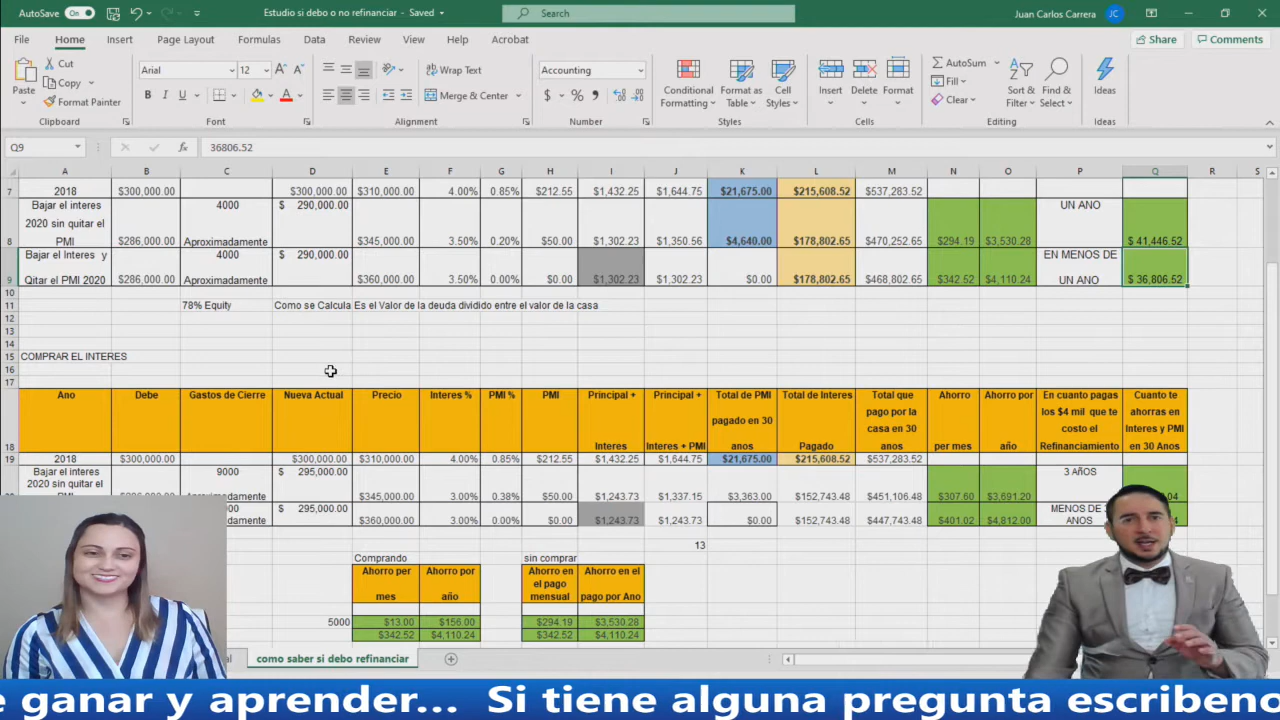 AutoSave On Estudio si debo o no refinanciar - Saved Search Juan Carlos Carrera JC
File Home Insert Page Layout Formulas Data Review View Help Acrobat Share Comments
Paste Cut Copy Format Painter
Arial 12
B I U
Wrap Text
Merge & Center
Accounting
$ % ,
Conditional Formatting Format as Table Cell Styles
Insert Delete Format
AutoSum Fill Clear
Sort & Filter Find & Select
Ideas
Clipboard Font Alignment Number Styles Cells Editing Ideas
Q9 fx 36806.52
A B C D E F G H I J K L M N O P Q R S
7 2018 $300,000.00 $300,000.00 $310,000.00 4.00% 0.85% $212.55 $1,432.25 $1,644.75 $21,675.00 $215,608.52 $537,283.52
8 Bajar el interes 2020 sin quitar el PMI $286,000.00 4000 Aproximadamente $ 290,000.00 $345,000.00 3.50% 0.20% $50.00 $1,302.23 $1,350.56 $4,640.00 $178,802.65 $470,252.65 $294.19 $3,530.28 UN ANO $ 41,446.52
9 Bajar el Interes y Qitar el PMI 2020 $286,000.00 4000 Aproximadamente $ 290,000.00 $360,000.00 3.50% 0.00% $0.00 $1,302.23 $1,302.23 $0.00 $178,802.65 $468,802.65 $342.52 $4,110.24 EN MENOS DE UN ANO $ 36,806.52
10
11 78% Equity Como se Calcula Es el Valor de la deuda dividido entre el valor de la casa
12
13
14
15 COMPRAR EL INTERES
16
17
18 Ano Debe Gastos de Cierre Nueva Actual Precio Interes % PMI % PMI Principal + Interes Principal + Interes + PMI Total de PMI pagado en 30 anos Total de Interes Pagado Total que pago por la casa en 30 anos Ahorro per mes Ahorro por año En cuanto pagas los $4 mil que te costo el Refinanciamiento Cuanto te ahorras en Interes y PMI en 30 Anos
19 2018 $300,000.00 $300,000.00 $310,000.00 4.00% 0.85% $212.55 $1,432.25 $1,644.75 $21,675.00 $215,608.52 $537,283.52
Bajar el interes 2020 sin quitar el 9000 $ 295,000.00 $345,000.00 3.00% 0.38% $50.00 $1,243.73 $1,337.15 $3,363.00 $152,743.48 $451,106.48 $307.60 $3,691.20 3 AñOS
$ 295,000.00 $360,000.00 3.00% 0.00% $0.00 $1,243.73 $1,243.73 $0.00 $152,743.48 $447,743.48 $401.02 $4,812.00 MENOS DE ANOS
13
Comprando sin comprar
Ahorro per mes Ahorro por año Ahorro en el pago mensual Ahorro en el pago por Ano
5000 $13.00 $156.00 $294.19 $3,530.28
$342.52 $4,110.24 $342.52 $4,110.24
como saber si debo refinanciar
e ganar y aprender... Si tiene alguna pregunta escribeno